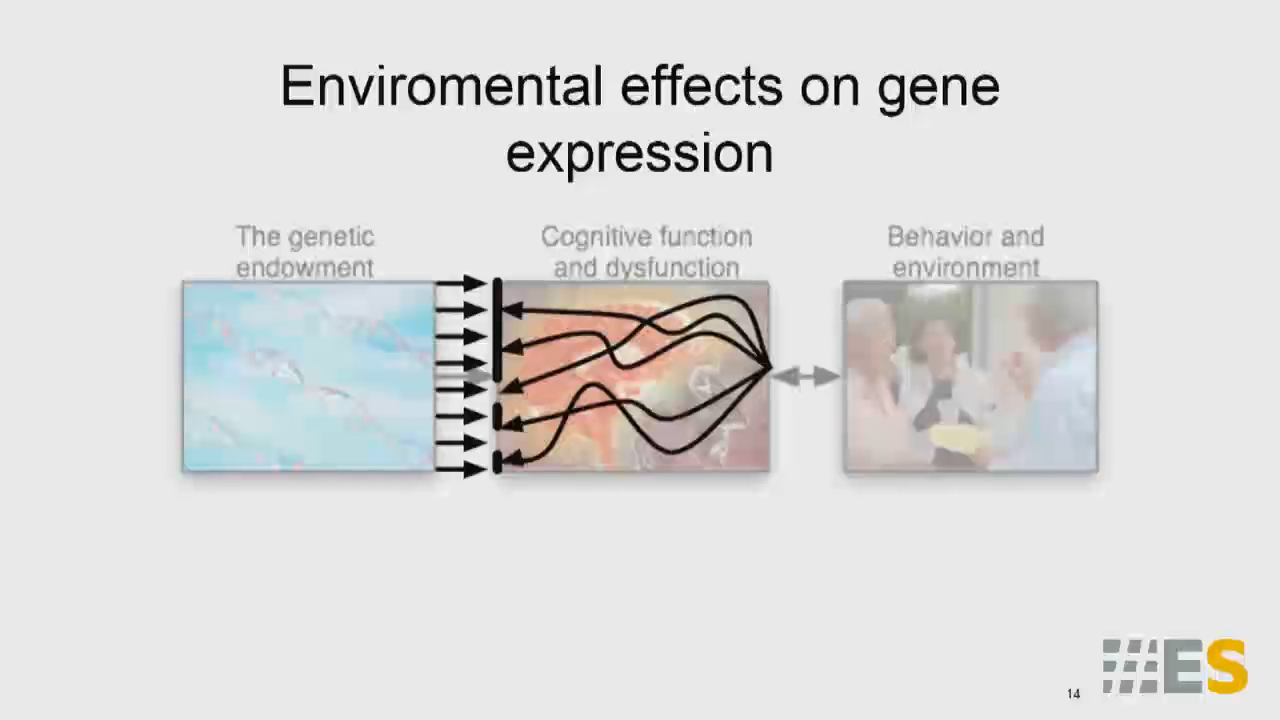 Enviromental effects on gene
expression
The genetic
endowment
Cognitive function
and dysfunction
Behavior and
environment
14
ES